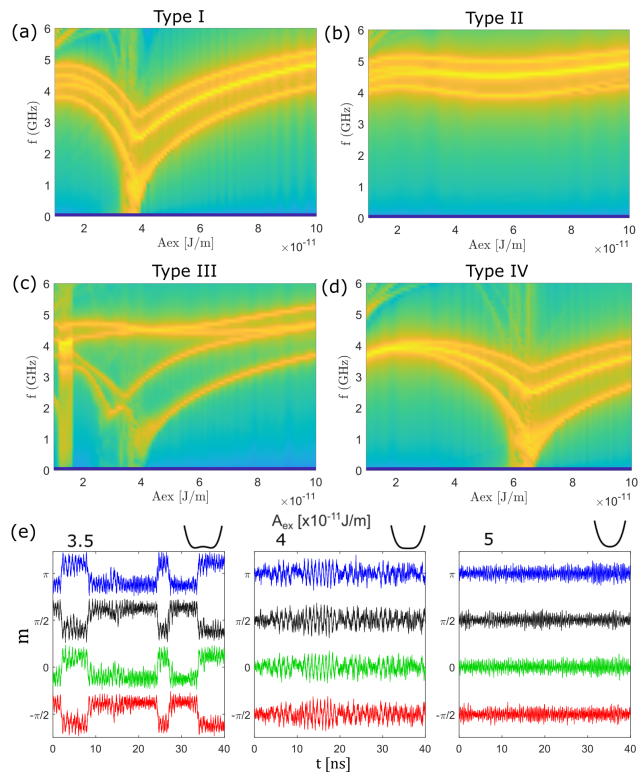 Type I
Type II
(a)
(b)
6
5
4
3
2
1
0
f (GHz)
2
4
6
8
10
Aex [J/m]
×10⁻¹¹
6
5
4
3
2
1
0
f (GHz)
2
4
6
8
10
Aex [J/m]
×10⁻¹¹
Type III
Type IV
(c)
(d)
6
5
4
3
2
1
0
f (GHz)
2
4
6
8
10
Aex [J/m]
×10⁻¹¹
6
5
4
3
2
1
0
f (GHz)
2
4
6
8
10
Aex [J/m]
×10⁻¹¹
(e)
A_ex [x10-11J/m]
3.5
4
5
m
π
π/2
0
-π/2
0 10 20 30 40
π
π/2
0
-π/2
0 10 20 30 40
π
π/2
0
-π/2
0 10 20 30 40
t [ns]